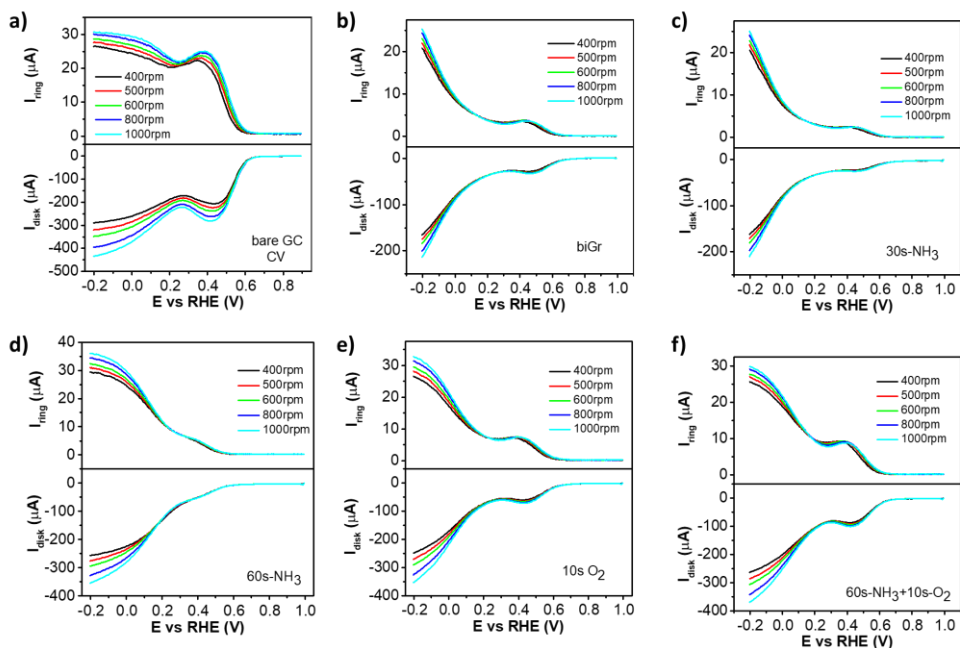 a)
I_ring (μA)
30
20
10
0
400rpm
500rpm
600rpm
800rpm
1000rpm
I_disk (μA)
0
-100
-200
-300
-400
-500
bare GC
CV
-0.2 0.0 0.2 0.4 0.6 0.8
E vs RHE (V)
b)
I_ring (μA)
25
20
15
10
5
0
400rpm
500rpm
600rpm
800rpm
1000rpm
I_disk (μA)
0
-100
-200
biGr
-0.2 0.0 0.2 0.4 0.6 0.8 1.0
E vs RHE (V)
c)
I_ring (μA)
25
20
15
10
5
0
400rpm
500rpm
600rpm
800rpm
1000rpm
I_disk (μA)
0
-100
-200
30s-NH₃
-0.2 0.0 0.2 0.4 0.6 0.8 1.0
E vs RHE (V)
d)
I_ring (μA)
40
35
30
25
20
15
10
5
0
400rpm
500rpm
600rpm
800rpm
1000rpm
I_disk (μA)
0
-100
-200
-300
-400
60s-NH₃
-0.2 0.0 0.2 0.4 0.6 0.8 1.0
E vs RHE (V)
e)
I_ring (μA)
30
20
10
0
400rpm
500rpm
600rpm
800rpm
1000rpm
I_disk (μA)
0
-100
-200
-300
-400
10s O₂
-0.2 0.0 0.2 0.4 0.6 0.8 1.0
E vs RHE (V)
f)
I_ring (μA)
30
20
10
0
400rpm
500rpm
600rpm
800rpm
1000rpm
I_disk (μA)
0
-100
-200
-300
-400
60s-NH₃+10s-O₂
-0.2 0.0 0.2 0.4 0.6 0.8 1.0
E vs RHE (V)